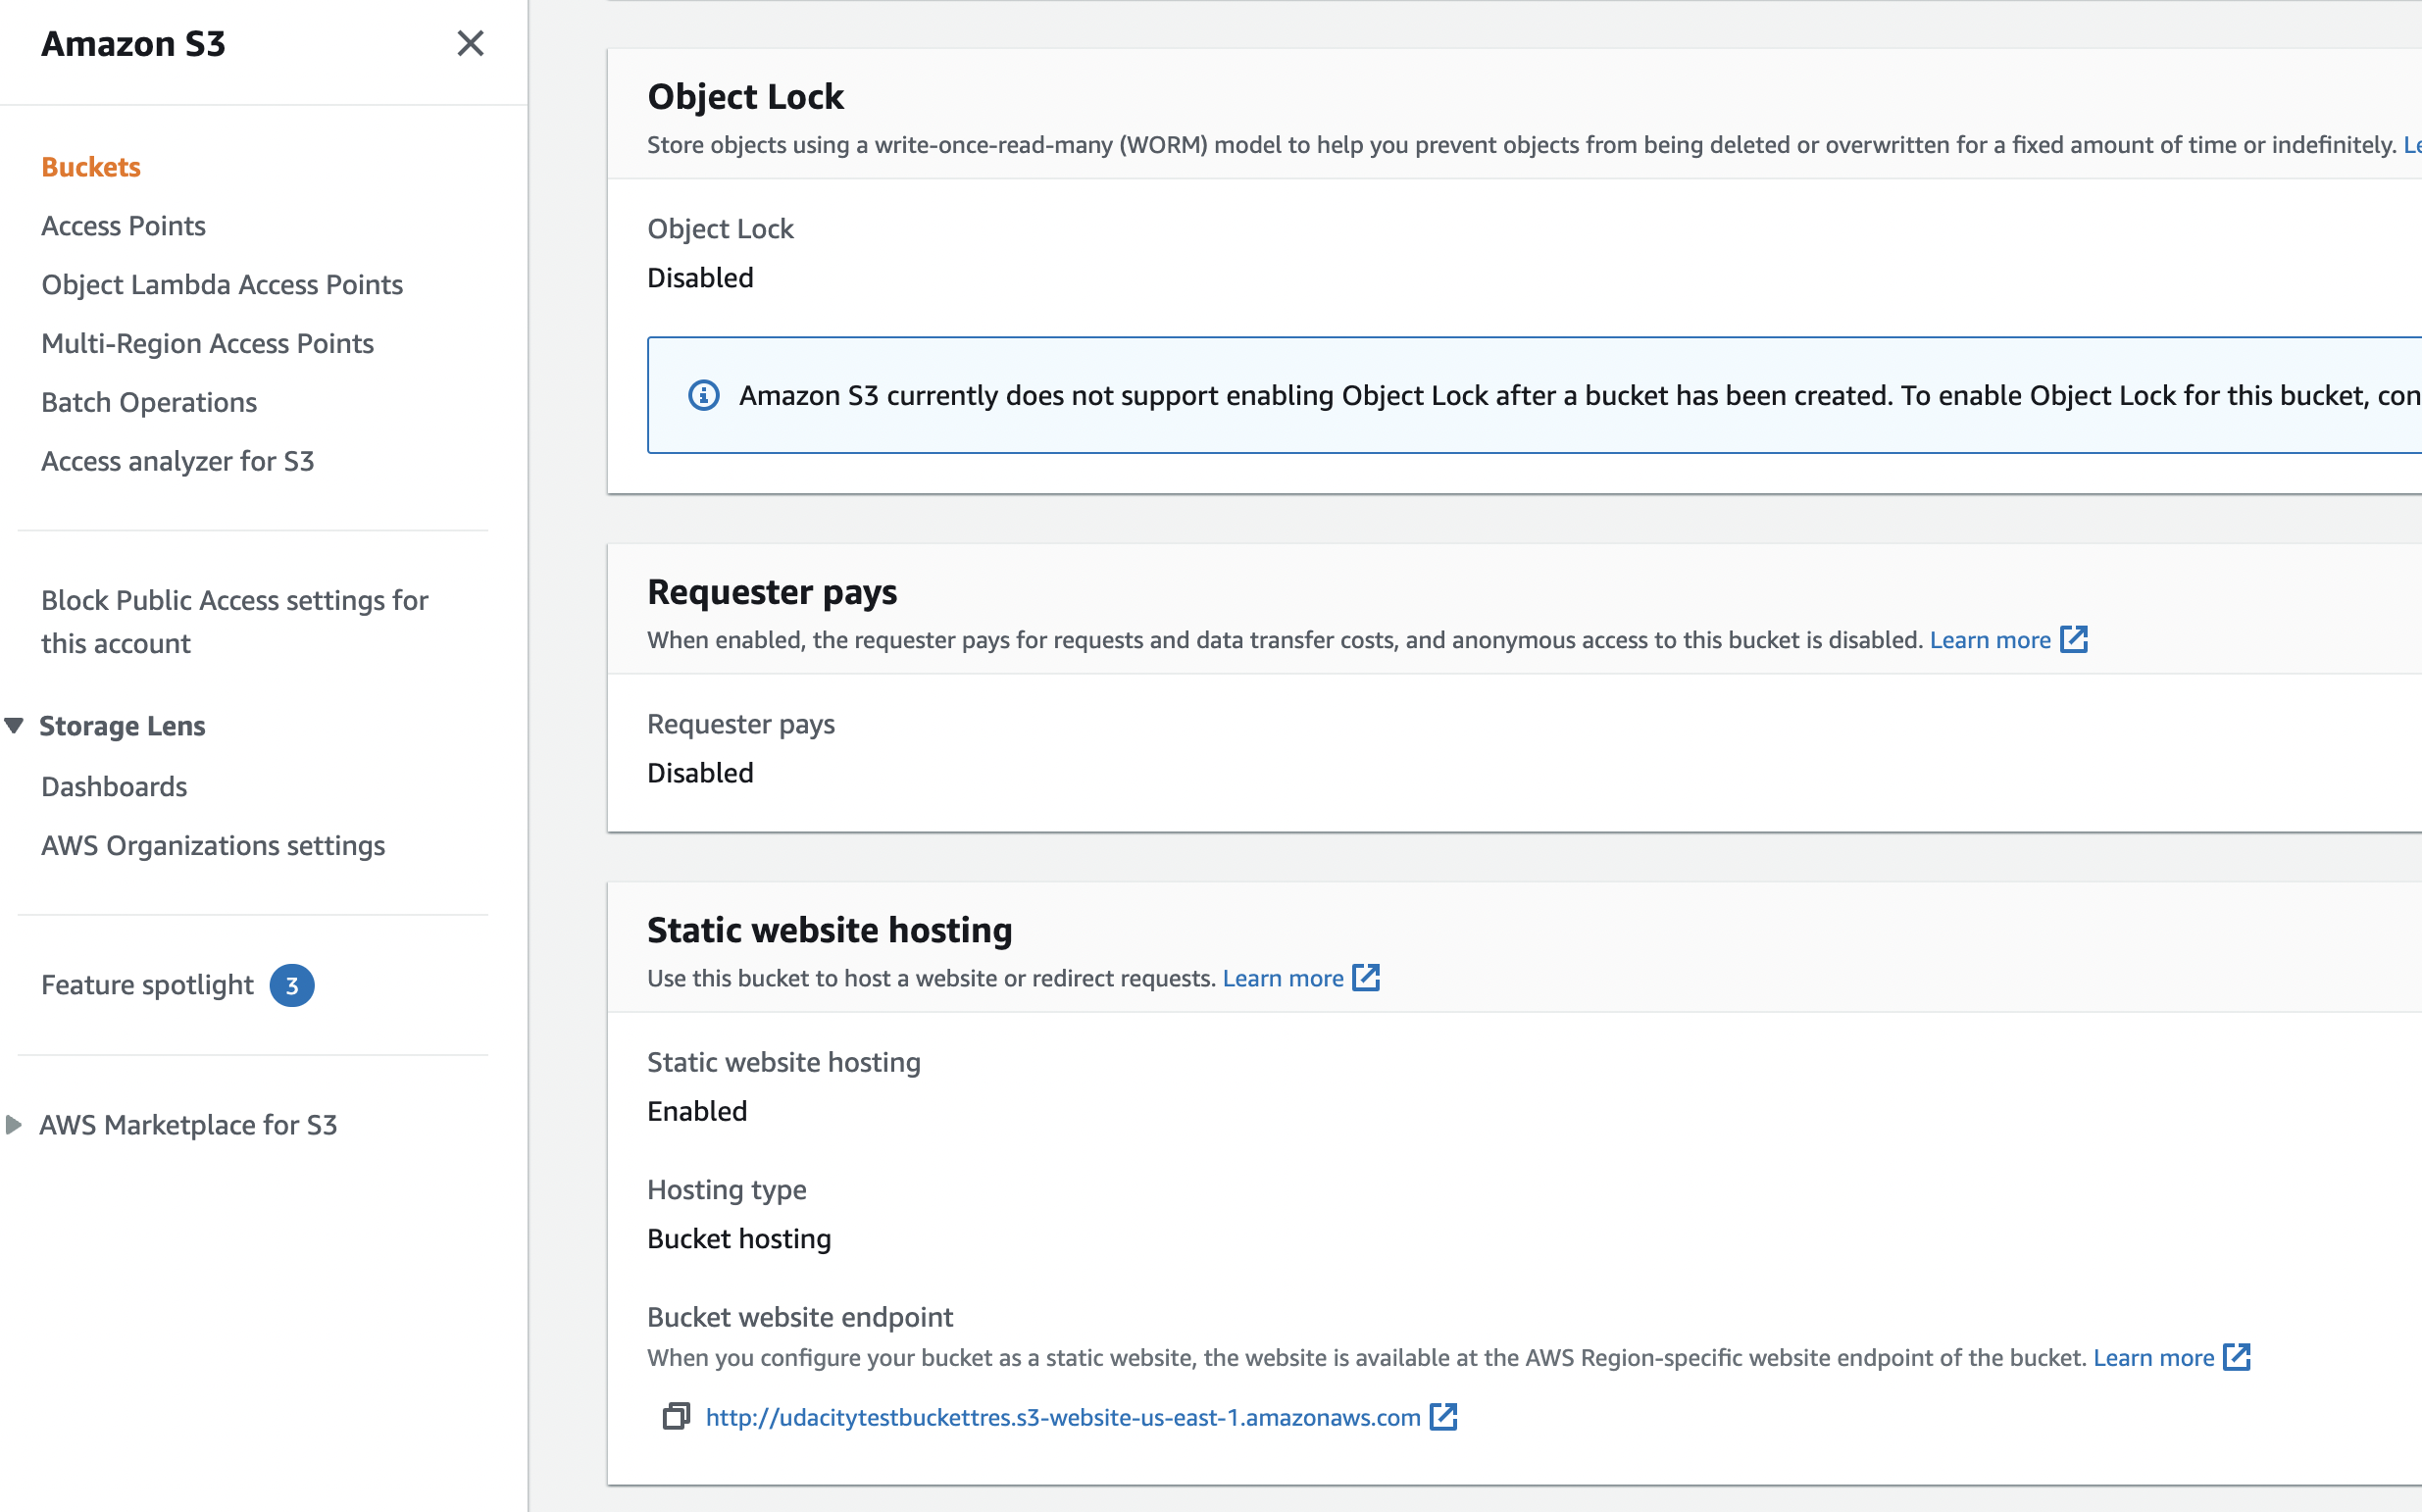 Amazon S3
Buckets
Access Points
Object Lambda Access Points
Multi-Region Access Points
Batch Operations
Access analyzer for S3
Block Public Access settings for
this account
Storage Lens
Dashboards
AWS Organizations settings
Feature spotlight 3
AWS Marketplace for S3
Object Lock
Store objects using a write-once-read-many (WORM) model to help you prevent objects from being deleted or overwritten for a fixed amount of time or indefinitely.
Object Lock
Disabled
Amazon S3 currently does not support enabling Object Lock after a bucket has been created. To enable Object Lock for this bucket, con
Requester pays
When enabled, the requester pays for requests and data transfer costs, and anonymous access to this bucket is disabled. Learn more
Requester pays
Disabled
Static website hosting
Use this bucket to host a website or redirect requests. Learn more
Static website hosting
Enabled
Hosting type
Bucket hosting
Bucket website endpoint
When you configure your bucket as a static website, the website is available at the AWS Region-specific website endpoint of the bucket. Learn more
http://udacitytestbuckettres.s3-website-us-east-1.amazonaws.com